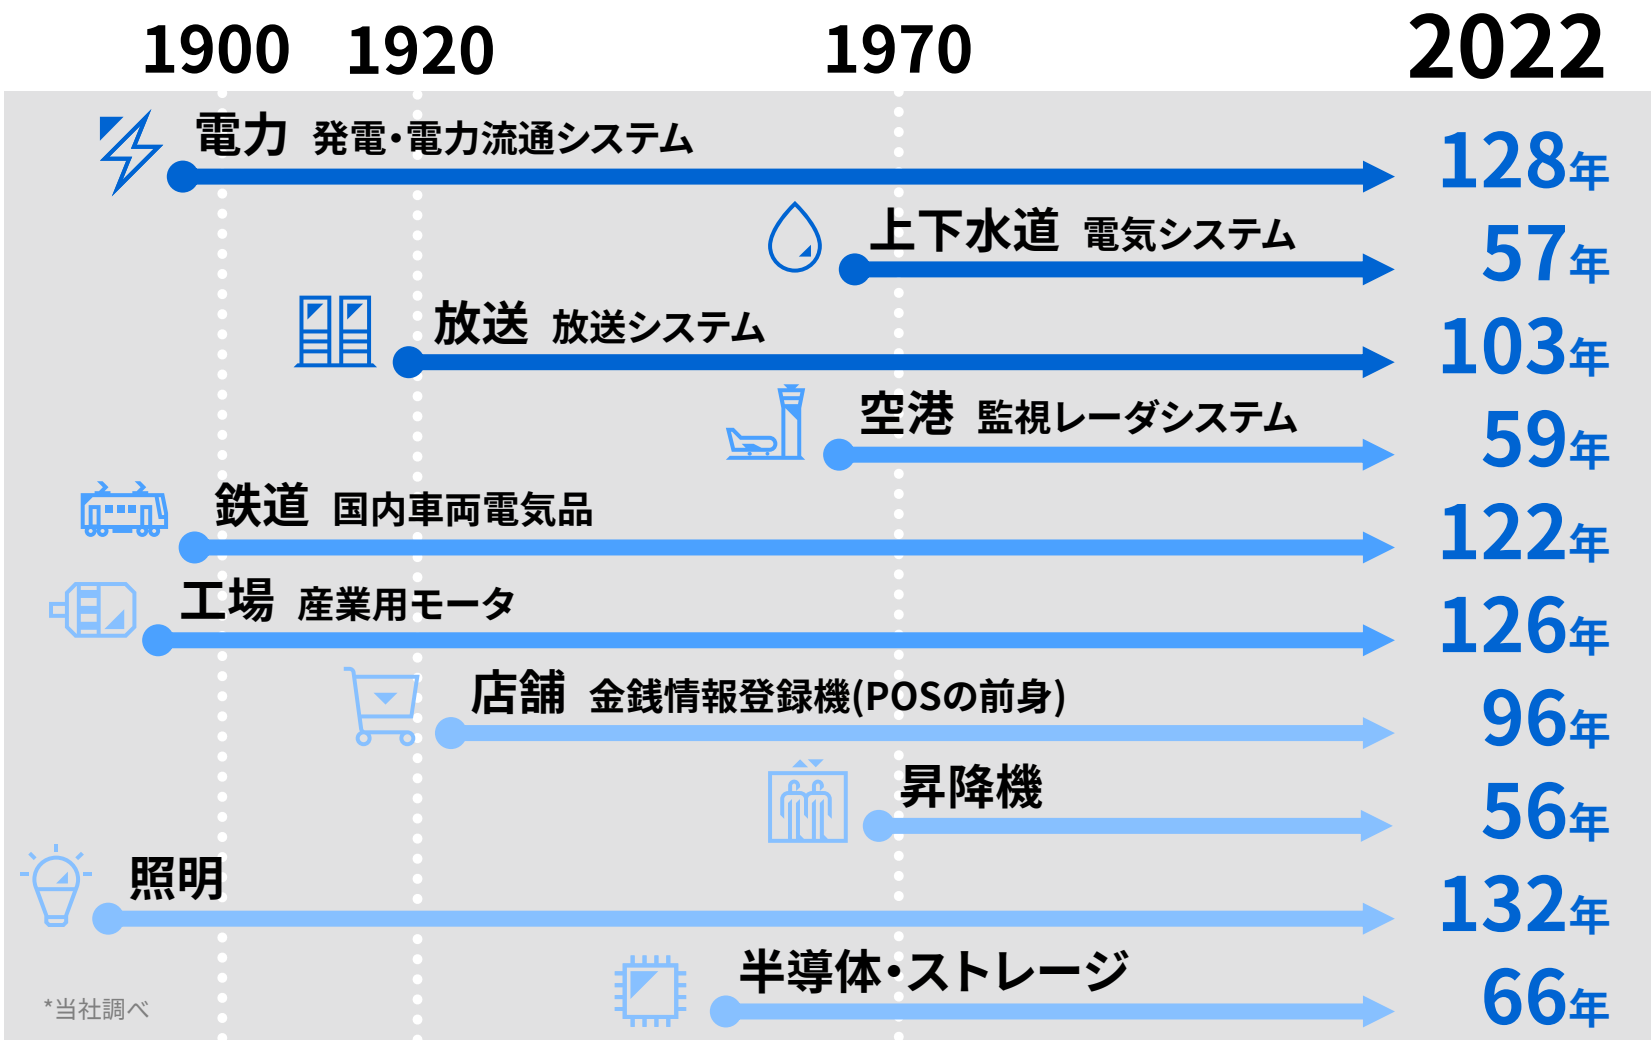 1900 1920 1970 2022
電力 発電・電力流通システム 128年
上下水道 電気システム 57年
放送 放送システム 103年
空港 監視レーダシステム 59年
鉄道 国内車両電気品 122年
工場 産業用モータ 126年
店舗 金銭情報登録機(POSの前身) 96年
昇降機 56年
照明 132年
半導体・ストレージ 66年
*当社調べ